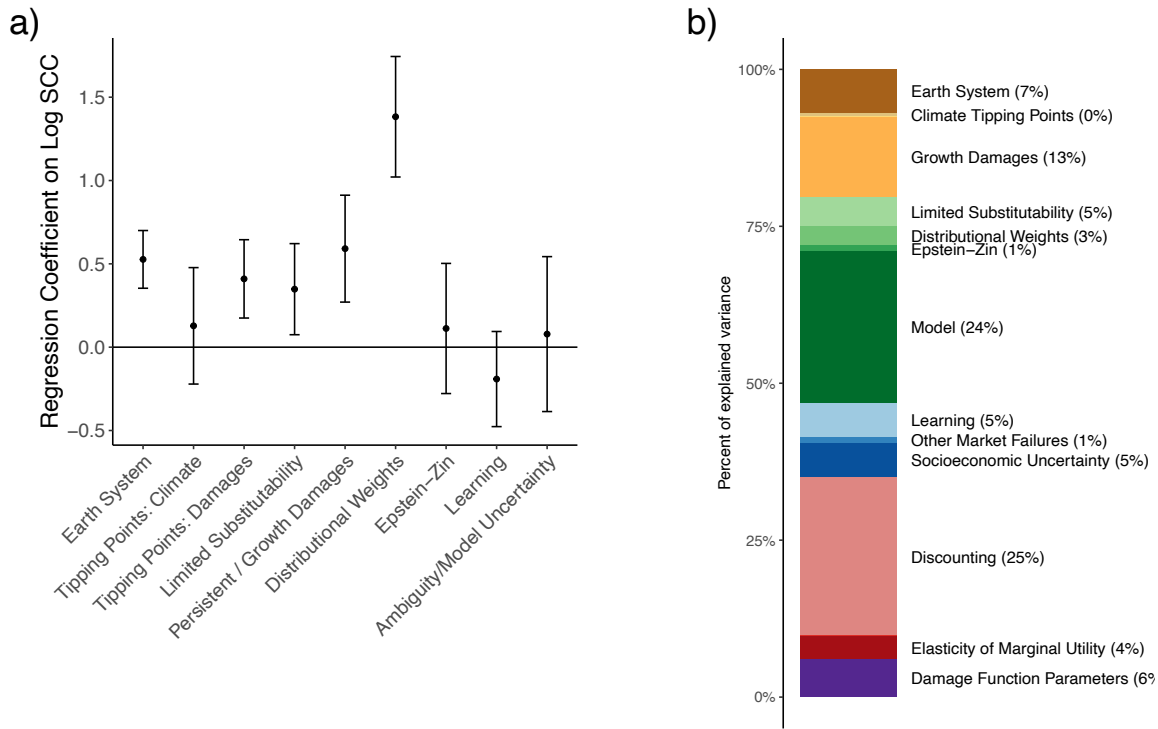 a)
Regression Coefficient on Log SCC
1.5
1.0
0.5
0.0
−0.5
Earth System
Tipping Points: Climate
Tipping Points: Damages
Limited Substitutability
Persistent / Growth Damages
Distributional Weights
Epstein−Zin
Learning
Ambiguity/Model Uncertainty
b)
Percent of explained variance
100%
75%
50%
25%
0%
Earth System (7%)
Climate Tipping Points (0%)
Growth Damages (13%)
Limited Substitutability (5%)
Distributional Weights (3%)
Epstein−Zin (1%)
Model (24%)
Learning (5%)
Other Market Failures (1%)
Socioeconomic Uncertainty (5%)
Discounting (25%)
Elasticity of Marginal Utility (4%)
Damage Function Parameters (6%